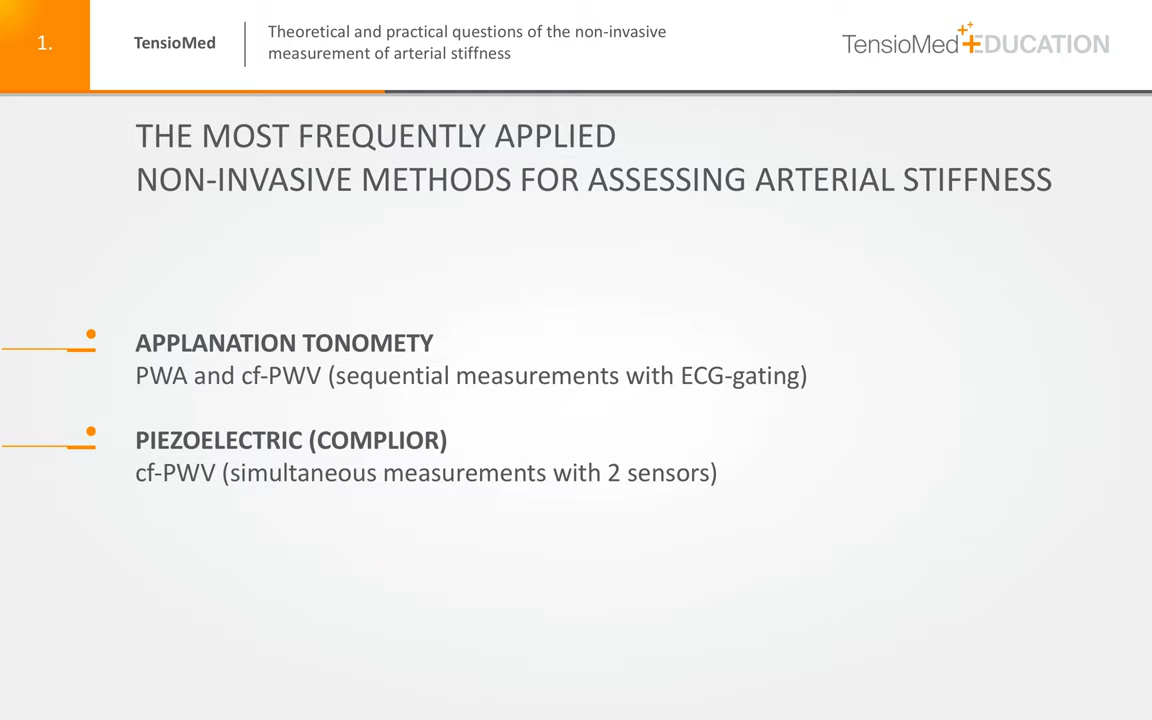 1.
TensioMed
Theoretical and practical questions of the non-invasive
measurement of arterial stiffness
TensioMed EDUCATION
THE MOST FREQUENTLY APPLIED
NON-INVASIVE METHODS FOR ASSESSING ARTERIAL STIFFNESS
APPLANATION TONOMETY
PWA and cf-PWV (sequential measurements with ECG-gating)
PIEZOELECTRIC (COMPLIOR)
cf-PWV (simultaneous measurements with 2 sensors)